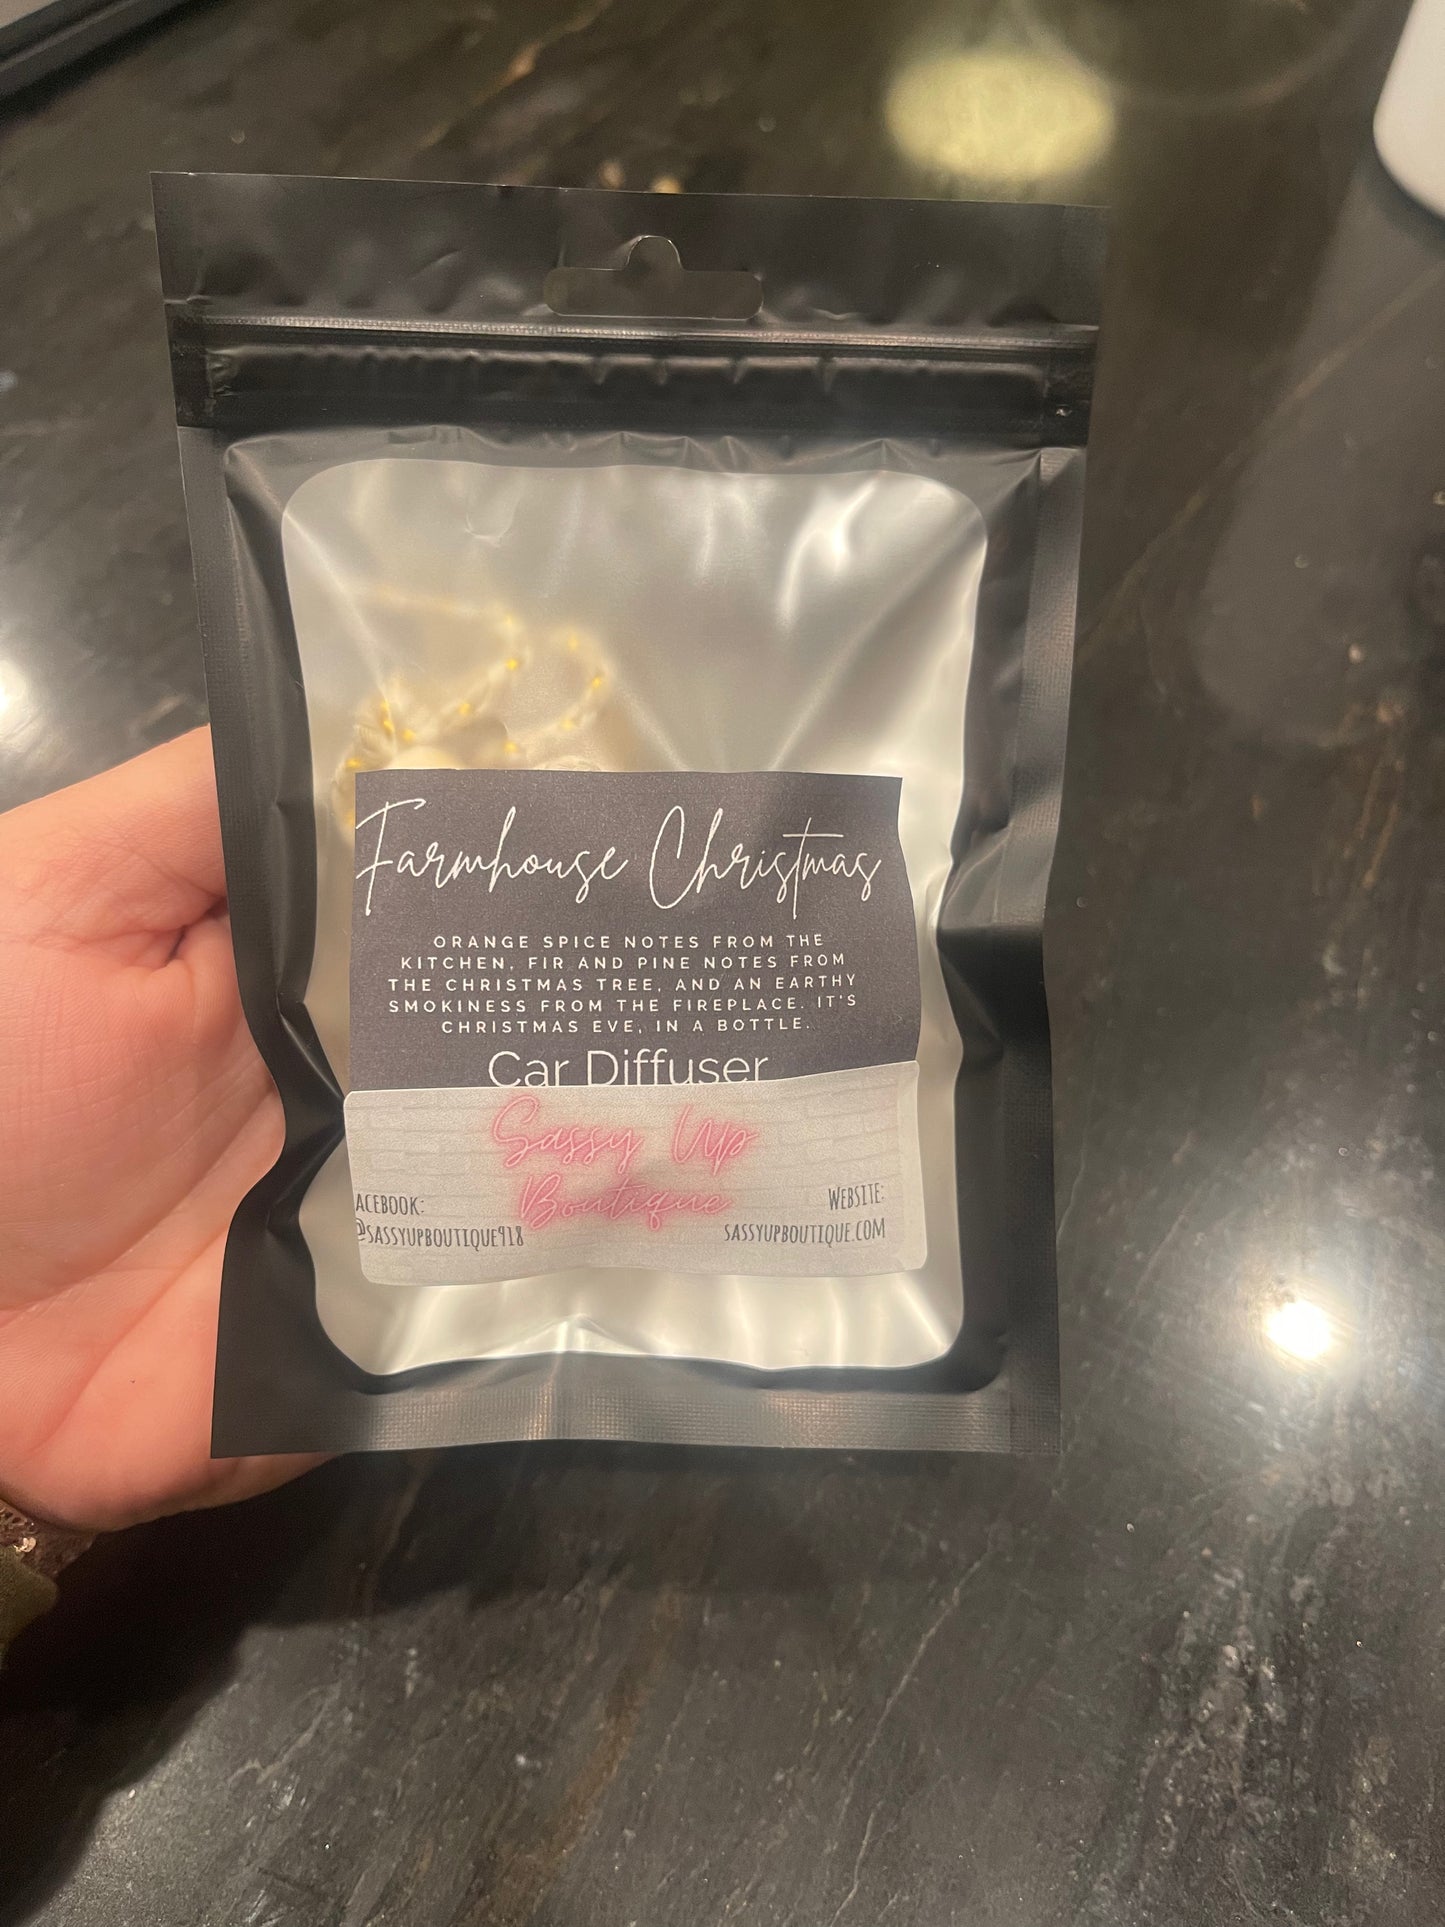 Farmhouse Christmas
ORANGE SPICE NOTES FROM THE
KITCHEN, FIR AND PINE NOTES FROM
THE CHRISTMAS TREE, AND AN EARTHY
SMOKINESS FROM THE FIREPLACE. IT'S
CHRISTMAS EVE, IN A BOTTLE.
Car Diffuser
Sassy Up
Boutique
ACEBOOK:
@SASSYUPBOUTIQUE918
WEBSITE:
SASSYUPBOUTIQUE.COM